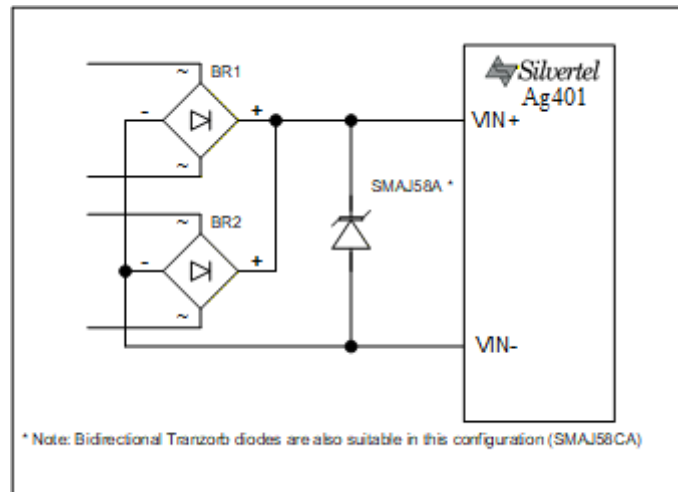 ~
BR1
Silvertel
Ag401
-
+
VIN+
~
SMAJ58A *
~
BR2
-
+
~
VIN-
* Note: Bidirectional Tranzorb diodes are also suitable in this configuration (SMAJ58CA)